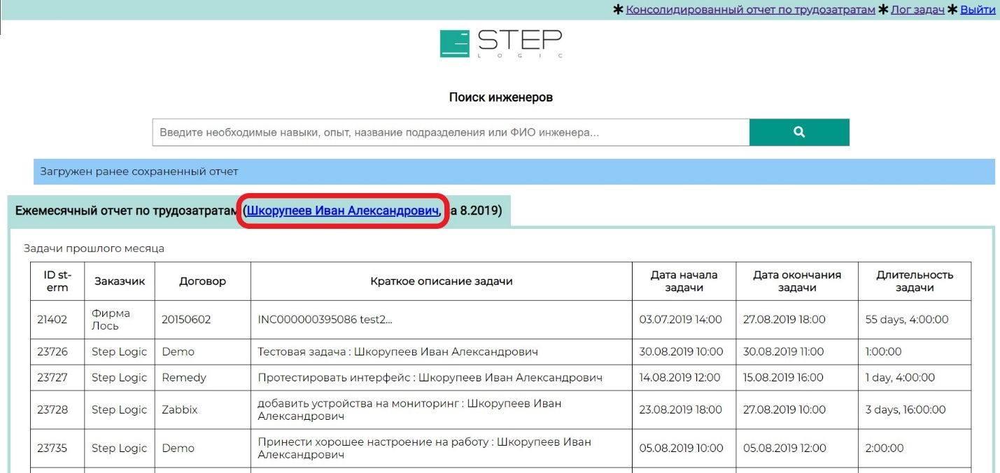 ✱ Консолидированный отчет по трудозатратам ✱ Лог задач ✱ Выйти
STEP
LOGIC
Поиск инженеров
Введите необходимые навыки, опыт, название подразделения или ФИО инженера...
Загружен ранее сохраненный отчет
Ежемесячный отчет по трудозатратам (Шкорупеев Иван Александрович, а 8.2019)
Задачи прошлого месяца
ID st-
erm
Заказчик
Договор
Краткое описание задачи
Дата начала
задачи
Дата окончания
задачи
Длительность
задачи
21402
Фирма
Лось
20150602
INC000000395086 test2...
03.07.2019 14:00
27.08.2019 18:00
55 days, 4:00:00
23726
Step Logic
Demo
Тестовая задача : Шкорупеев Иван Александрович
30.08.2019 10:00
30.08.2019 11:00
1:00:00
23727
Step Logic
Remedy
Протестировать интерфейс : Шкорупеев Иван Александрович
14.08.2019 12:00
15.08.2019 16:00
1 day, 4:00:00
23728
Step Logic
Zabbix
добавить устройства на мониторинг : Шкорупеев Иван
Александрович
23.08.2019 18:00
27.08.2019 10:00
3 days, 16:00:00
23735
Step Logic
Demo
Принести хорошее настроение на работу : Шкорупеев Иван
Александрович
05.08.2019 10:00
05.08.2019 12:00
2:00:00